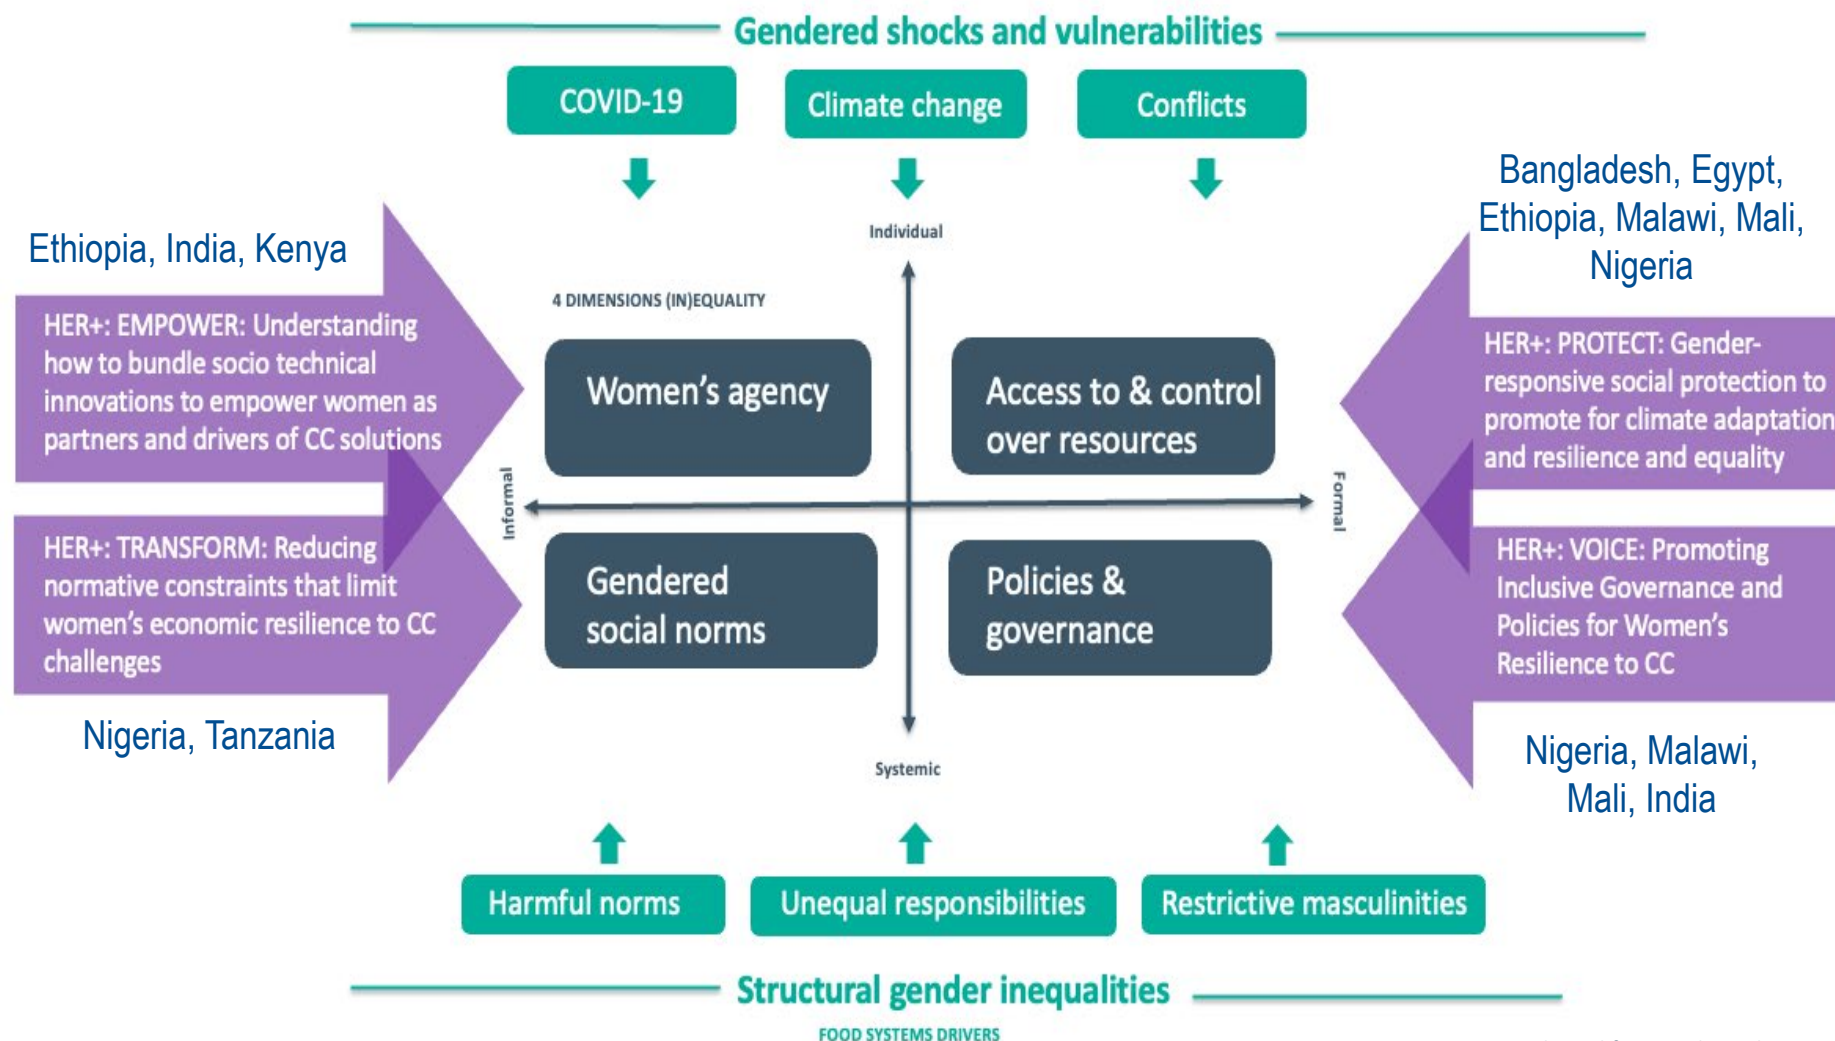 Gendered shocks and vulnerabilities
COVID-19
Climate change
Conflicts
Ethiopia, India, Kenya
HER+: EMPOWER: Understanding
how to bundle socio technical
innovations to empower women as
partners and drivers of CC solutions
HER+: TRANSFORM: Reducing
normative constraints that limit
women’s economic resilience to CC
challenges
Nigeria, Tanzania
Individual
4 DIMENSIONS (IN)EQUALITY
Women’s agency
Access to & control
over resources
Informal
Formal
Gendered
social norms
Policies &
governance
Systemic
Bangladesh, Egypt,
Ethiopia, Malawi, Mali,
Nigeria
HER+: PROTECT: Gender-
responsive social protection to
promote for climate adaptation
and resilience and equality
HER+: VOICE: Promoting
Inclusive Governance and
Policies for Women’s
Resilience to CC
Nigeria, Malawi,
Mali, India
Harmful norms
Unequal responsibilities
Restrictive masculinities
Structural gender inequalities
FOOD SYSTEMS DRIVERS